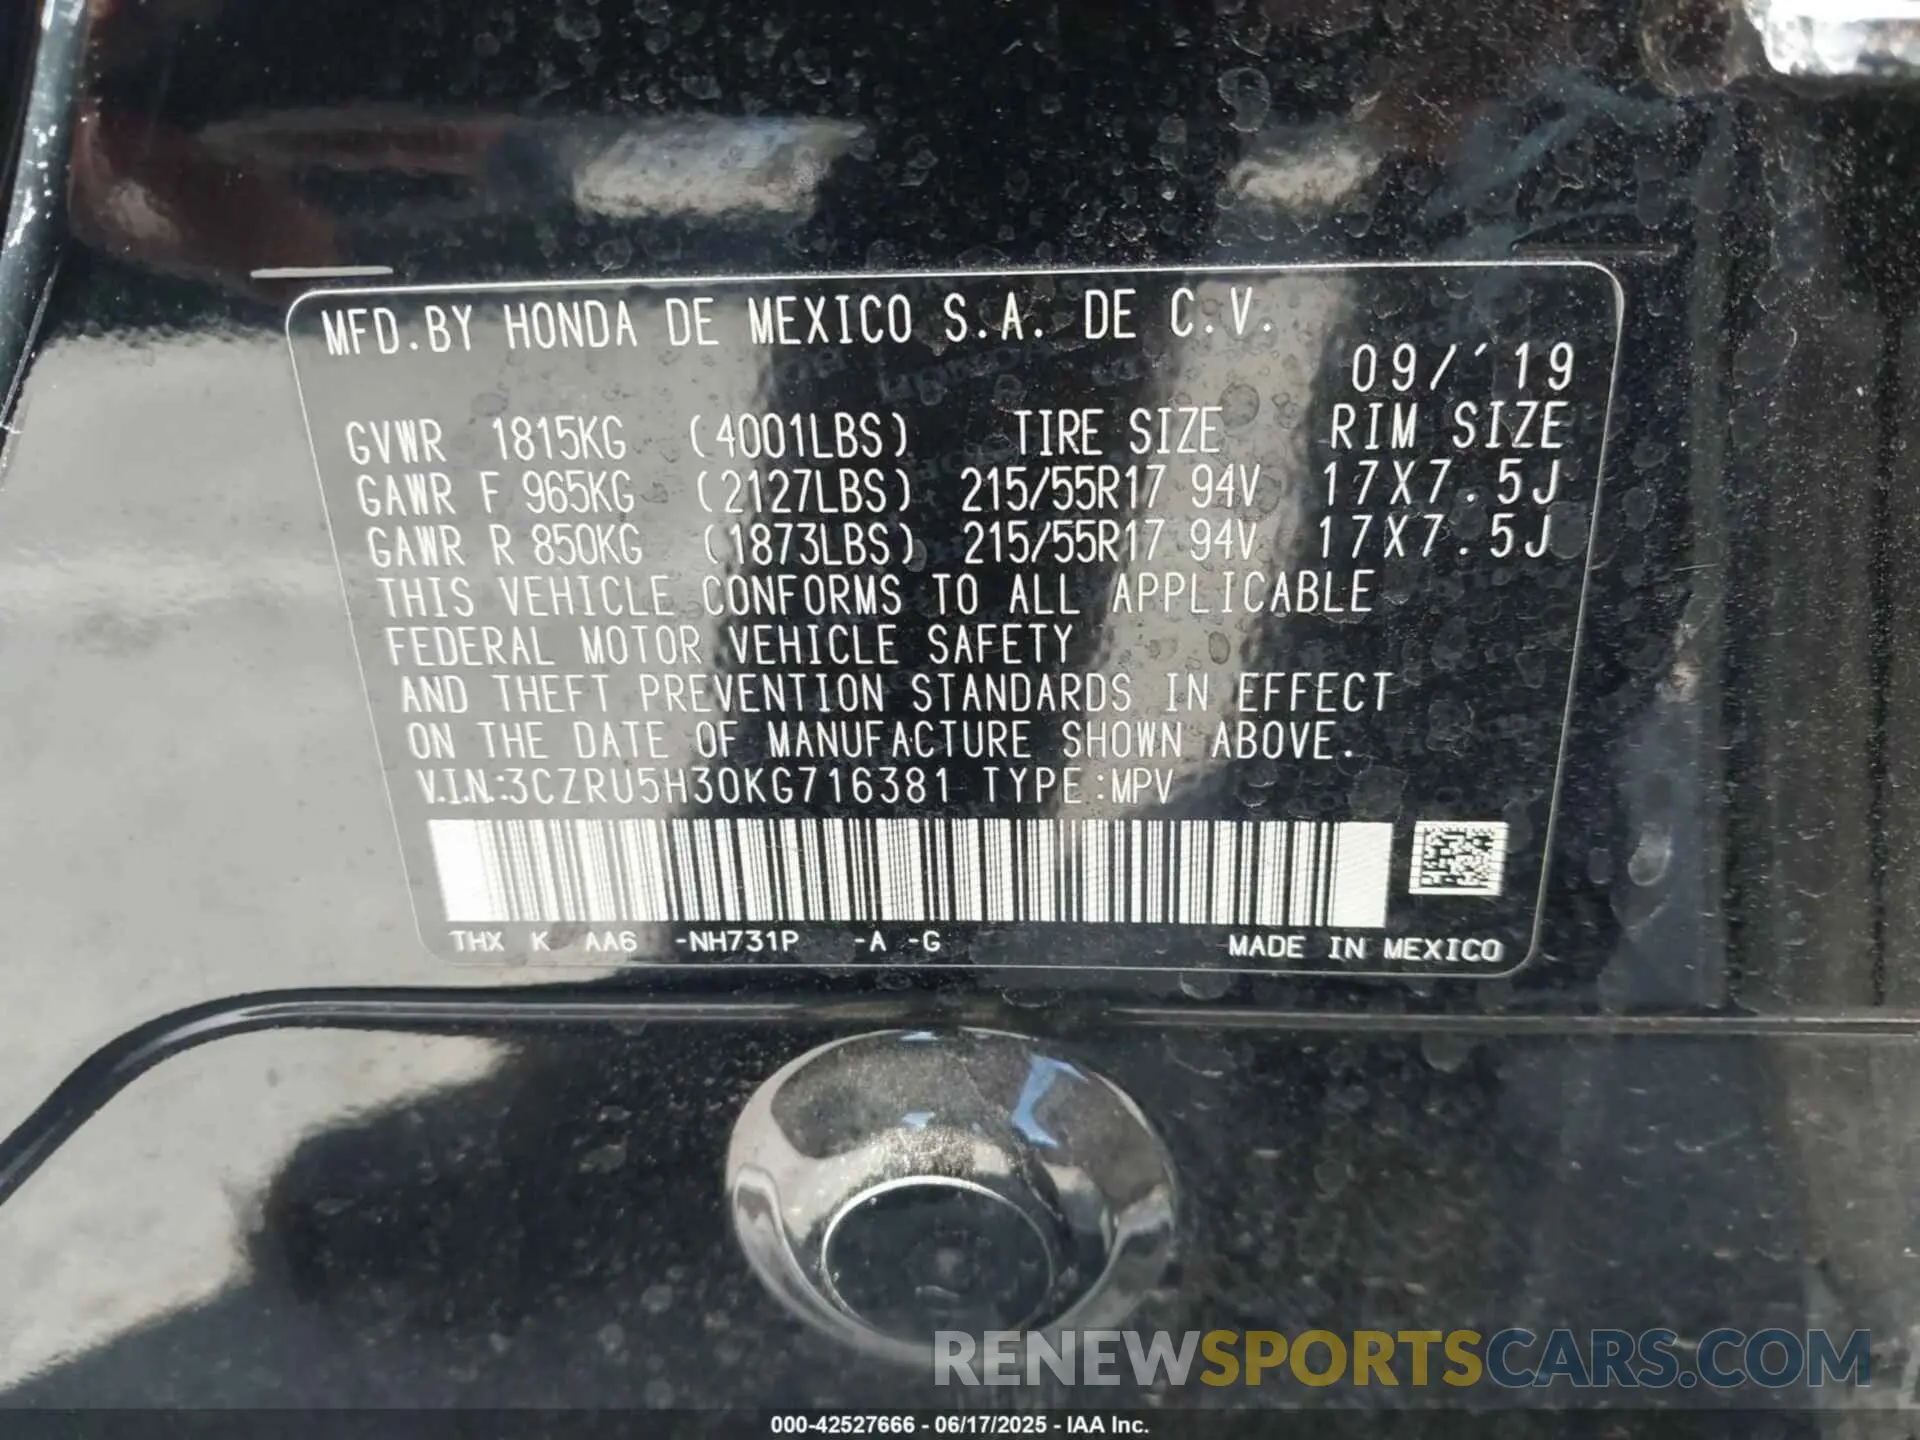 MFD.BY HONDA DE MEXICO S.A. DE C.V.
09/'19
GVWR 1815KG (4001LBS) TIRE SIZE RIM SIZE
GAWR F 965KG (2127LBS) 215/55R17 94V 17X7.5J
GAWR R 850KG (1873LBS) 215/55R17 94V 17X7.5J
THIS VEHICLE CONFORMS TO ALL APPLICABLE
FEDERAL MOTOR VEHICLE SAFETY
AND THEFT PREVENTION STANDARDS IN EFFECT
ON THE DATE OF MANUFACTURE SHOWN ABOVE.
V.I.N.:3CZRU5H30KG716381 TYPE:MPV
THX K AA6 -NH731P -A -G MADE IN MEXICO
RENEWSPORTSCARS.COM
000-42527666 - 06/17/2025 - IAA Inc.